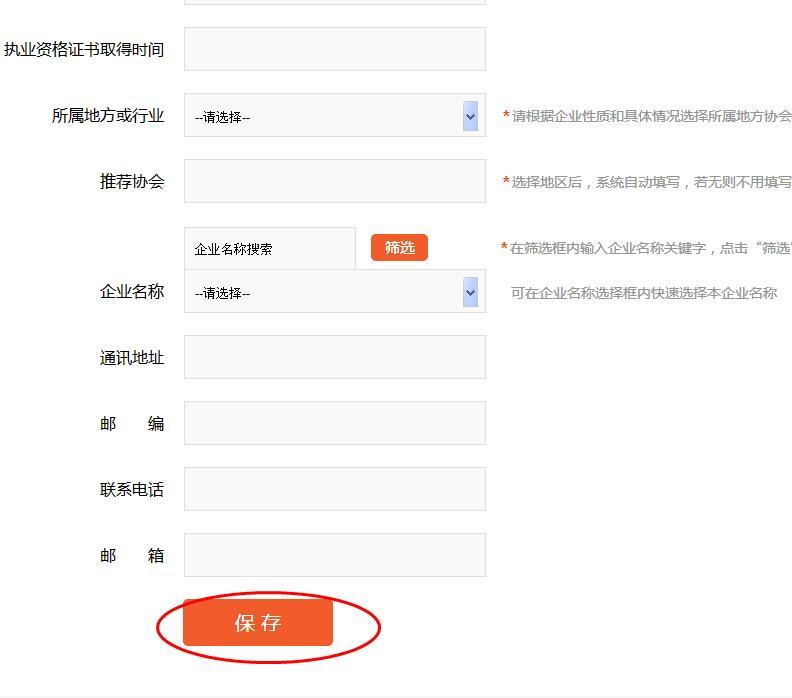 执业资格证书取得时间
所属地方或行业 --请选择-- *请根据企业性质和具体情况选择所属地方协会
推荐协会 *选择地区后，系统自动填写，若无则不用填写
企业名称搜索 筛选 *在筛选框内输入企业名称关键字，点击“筛选”
企业名称 --请选择-- 可在企业名称选择框内快速选择本企业名称
通讯地址
邮 编
联系电话
邮 箱
保 存